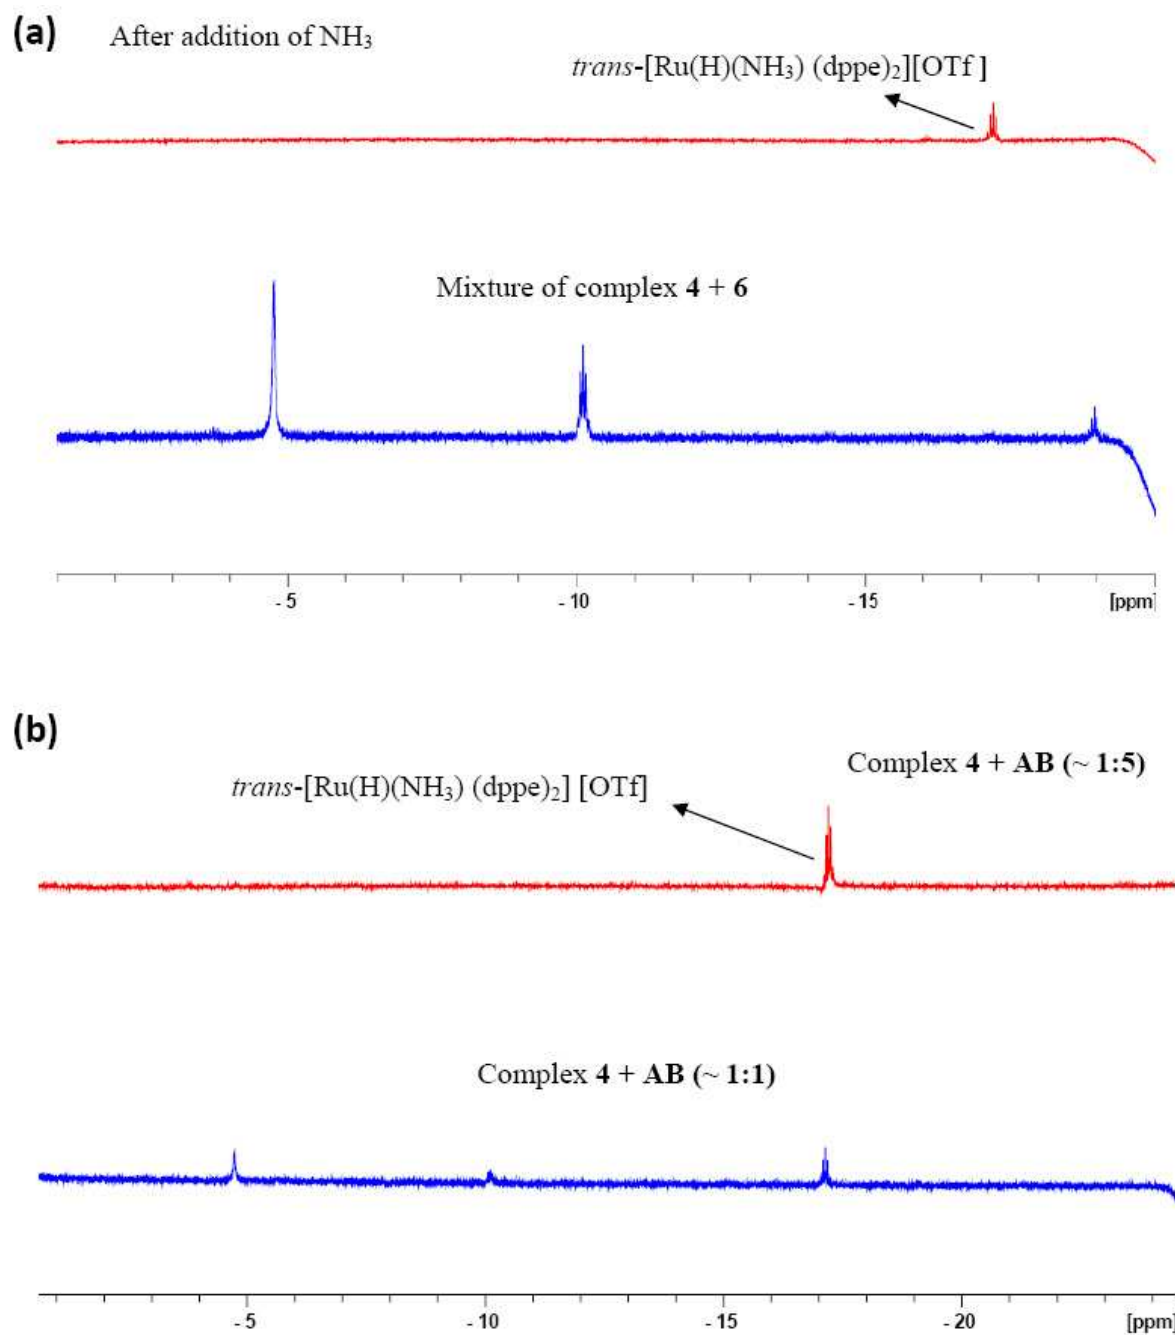 (a)
After addition of NH₃
trans-[Ru(H)(NH₃) (dppe)₂][OTf ]
Mixture of complex 4 + 6
- 5
- 10
- 15
[ppm]
(b)
Complex 4 + AB (~ 1:5)
trans-[Ru(H)(NH₃) (dppe)₂] [OTf]
Complex 4 + AB (~ 1:1)
- 5
- 10
- 15
- 20
[ppm]